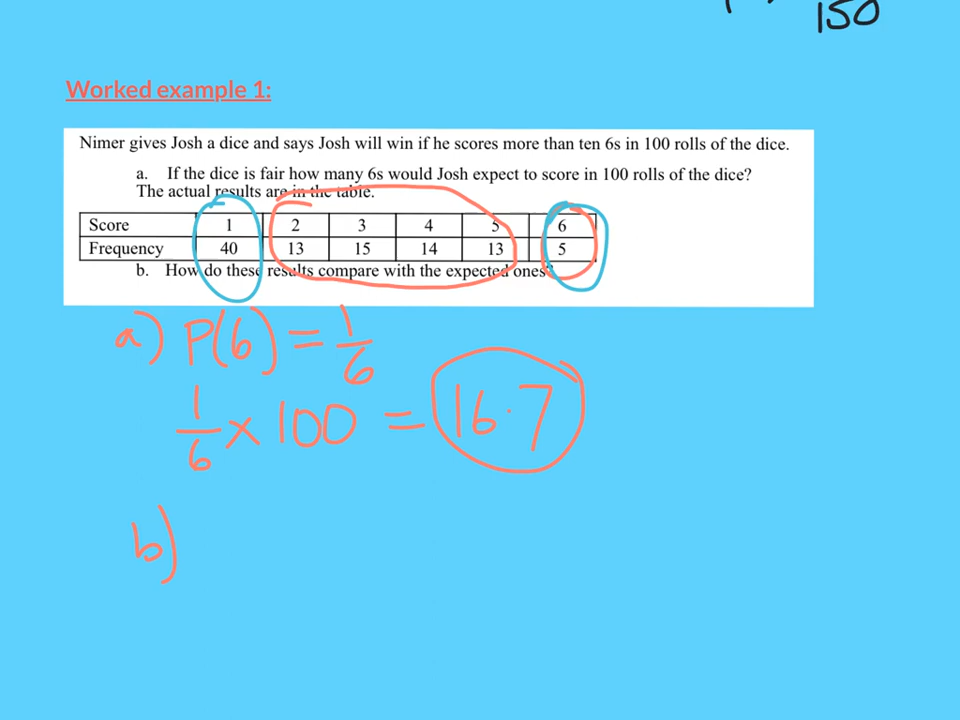 150
Worked example 1:
Nimer gives Josh a dice and says Josh will win if he scores more than ten 6s in 100 rolls of the dice.
a. If the dice is fair how many 6s would Josh expect to score in 100 rolls of the dice?
The actual results are in the table.
Score 1 2 3 4 5 6
Frequency 40 13 15 14 13 5
b. How do these results compare with the expected ones?
a) P(6) = 1/6
1/6 × 100 = 16.7
b)